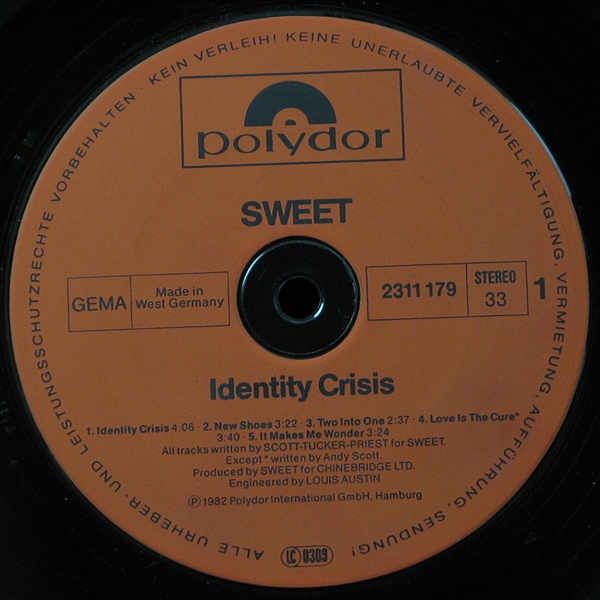 ALLE URHEBER- UND LEISTUNGSSCHUTZRECHTE VORBEHALTEN · KEIN VERLEIH! KEINE UNERLAUBTE VERVIELFÄLTIGUNG, VERMIETUNG, AUFFÜHRUNG, SENDUNG!
polydor
SWEET
GEMA
Made in
West Germany
2311 179
STEREO
33
1
Identity Crisis
1. Identity Crisis 4:06 · 2. New Shoes 3:22 · 3. Two Into One 2:37 · 4. Love Is The Cure*
3:40 · 5. It Makes Me Wonder 3:24
All tracks written by SCOTT-TUCKER-PRIEST for SWEET.
Except * written by Andy Scott.
Produced by SWEET for CHINEBRIDGE LTD.
Engineered by LOUIS AUSTIN
Ⓟ 1982 Polydor International GmbH, Hamburg
LC 0309